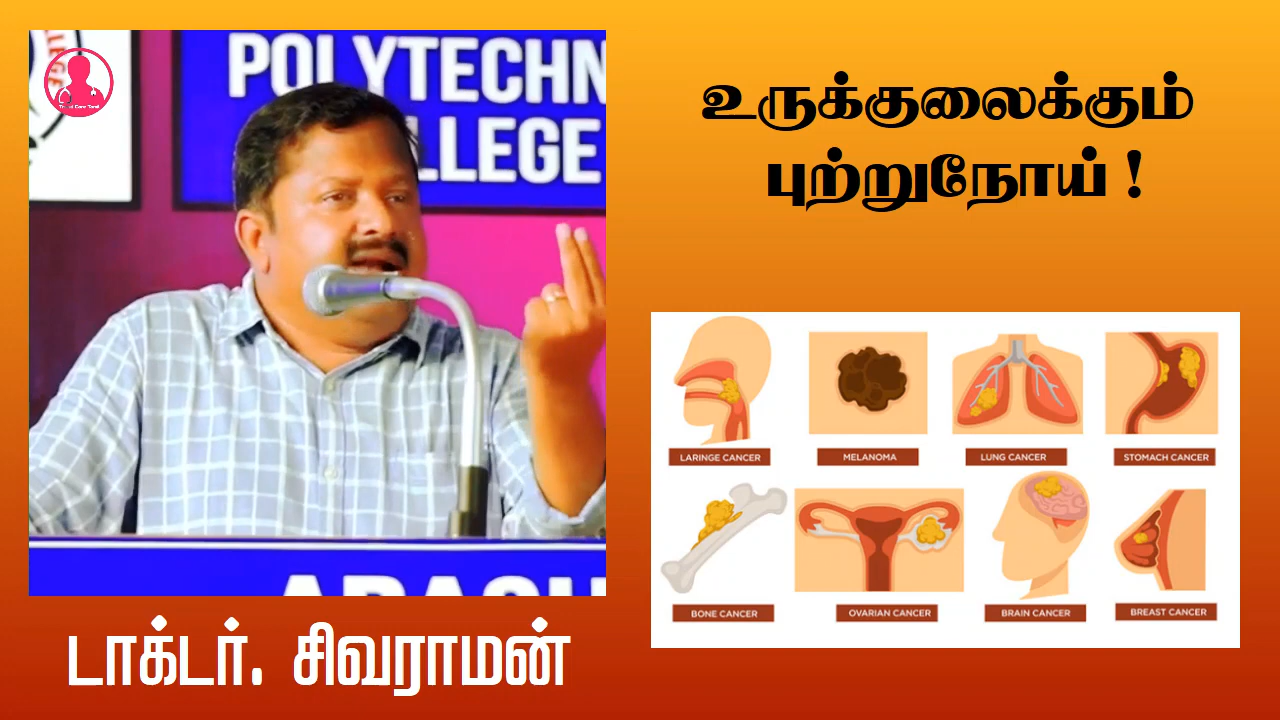 POLYTECHN
LLEGE
உருக்குலைக்கும்
புற்றுநோய் !
LARINGE CANCER
MELANOMA
LUNG CANCER
STOMACH CANCER
BONE CANCER
OVARIAN CANCER
BRAIN CANCER
BREAST CANCER
டாக்டர். சிவராமன்